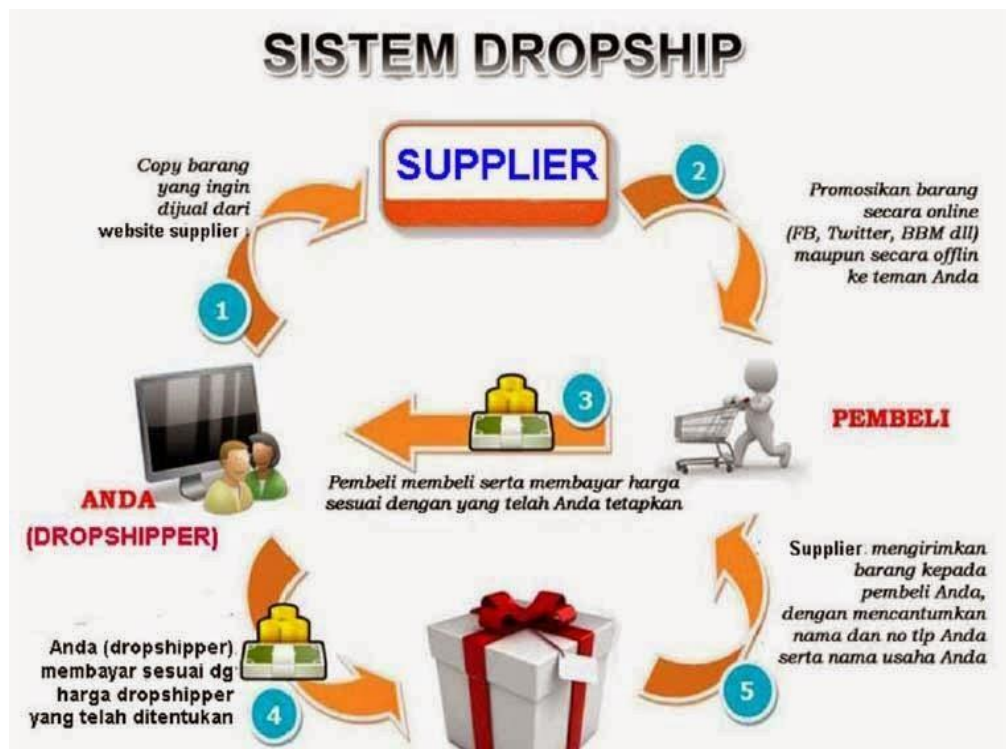 SISTEM DROPSHIP
Copy barang
yang ingin
dijual dari
website supplier :
1
SUPPLIER
2
Promosikan barang
secara online
(FB, Twitter, BBM dll)
maupun secara offlin
ke teman Anda
3
PEMBELI
Pembeli membeli serta membayar harga
sesuai dengan yang telah Anda tetapkan
ANDA
(DROPSHIPPER)
Anda (dropshipper)
membayar sesuai dg
harga dropshipper
yang telah ditentukan
4
Supplier mengirimkan
barang kepada
pembeli Anda,
dengan mencantumkan
nama dan no tlp Anda
serta nama usaha Anda
5